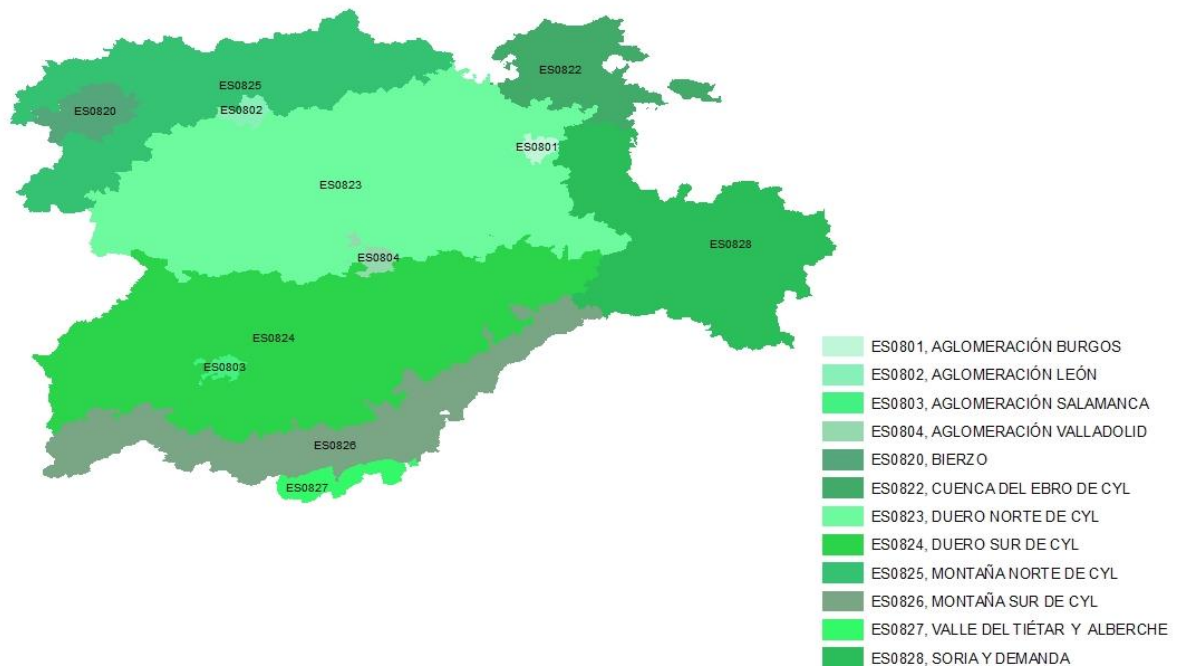 ES0822
ES0825
ES0820
ES0802
ES0801
ES0823
ES0828
ES0804
ES0824
ES0803
ES0826
ES0827
ES0801, AGLOMERACIÓN BURGOS
ES0802, AGLOMERACIÓN LEÓN
ES0803, AGLOMERACIÓN SALAMANCA
ES0804, AGLOMERACIÓN VALLADOLID
ES0820, BIERZO
ES0822, CUENCA DEL EBRO DE CYL
ES0823, DUERO NORTE DE CYL
ES0824, DUERO SUR DE CYL
ES0825, MONTAÑA NORTE DE CYL
ES0826, MONTAÑA SUR DE CYL
ES0827, VALLE DEL TIÉTAR Y ALBERCHE
ES0828, SORIA Y DEMANDA